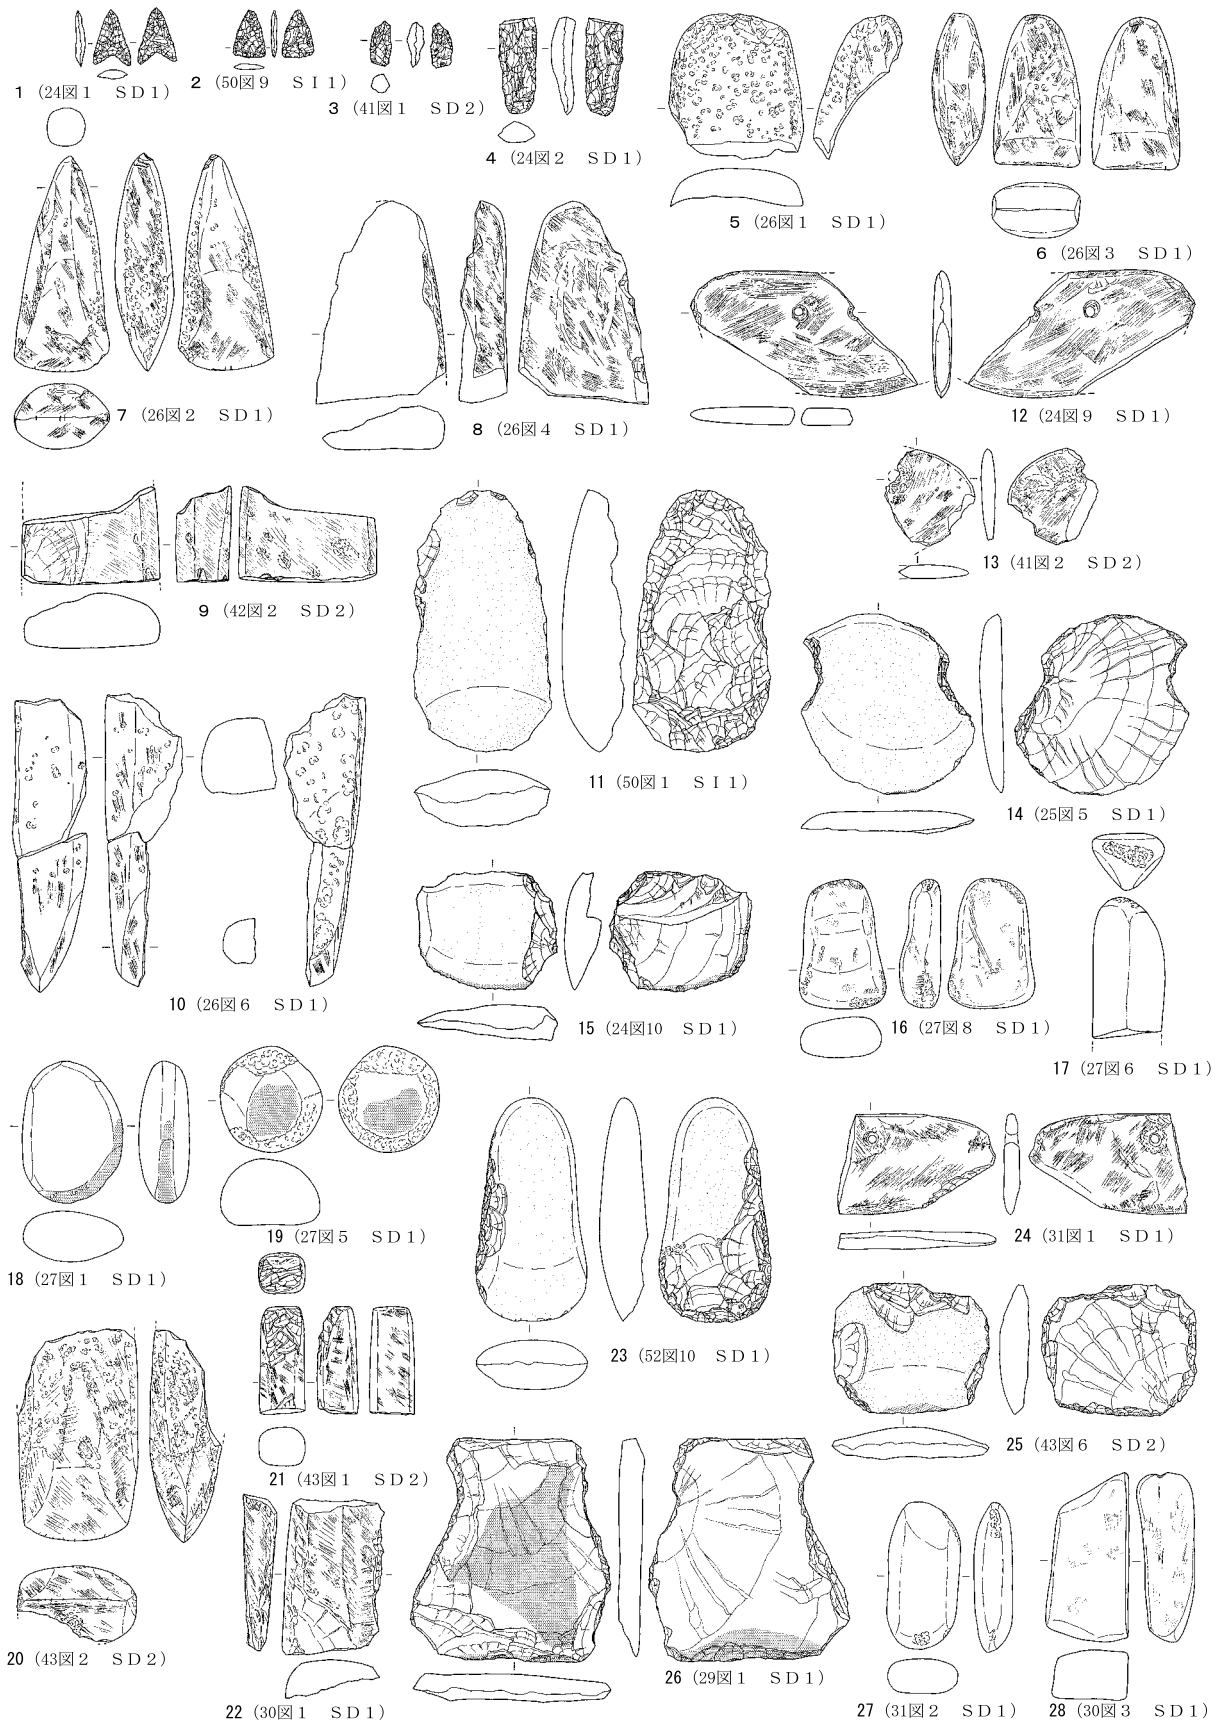 1 (24図1 SD1)
2 (50図9 SI1)
3 (41図1 SD2)
4 (24図2 SD1)
5 (26図1 SD1)
6 (26図3 SD1)
7 (26図2 SD1)
8 (26図4 SD1)
12 (24図9 SD1)
9 (42図2 SD2)
13 (41図2 SD2)
11 (50図1 SI1)
14 (25図5 SD1)
10 (26図6 SD1)
15 (24図10 SD1)
16 (27図8 SD1)
17 (27図6 SD1)
18 (27図1 SD1)
19 (27図5 SD1)
23 (52図10 SD1)
24 (31図1 SD1)
21 (43図1 SD2)
25 (43図6 SD2)
20 (43図2 SD2)
22 (30図1 SD1)
26 (29図1 SD1)
27 (31図2 SD1)
28 (30図3 SD1)